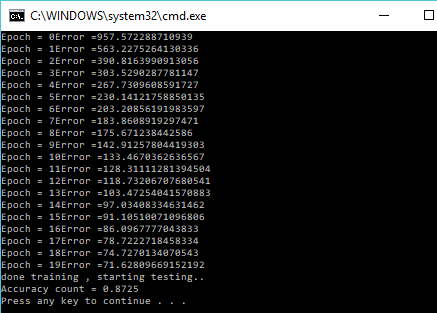 C:\WINDOWS\system32\cmd.exe
Epoch = 0Error =957.572288710939
Epoch = 1Error =563.2275264130336
Epoch = 2Error =390.8163990913056
Epoch = 3Error =303.5290287781147
Epoch = 4Error =267.7309608591727
Epoch = 5Error =230.14121758850135
Epoch = 6Error =203.20856191983597
Epoch = 7Error =183.8608919297471
Epoch = 8Error =175.671238442586
Epoch = 9Error =142.91257804419303
Epoch = 10Error =133.4670362636567
Epoch = 11Error =128.31111281394504
Epoch = 12Error =118.73206707680541
Epoch = 13Error =103.47254041570883
Epoch = 14Error =97.03408334631462
Epoch = 15Error =91.10510071096806
Epoch = 16Error =86.0967777043833
Epoch = 17Error =78.7222718458334
Epoch = 18Error =74.7270134070543
Epoch = 19Error =71.62809669152192
done training , starting testing..
Accuracy count = 0.8725
Press any key to continue . . .